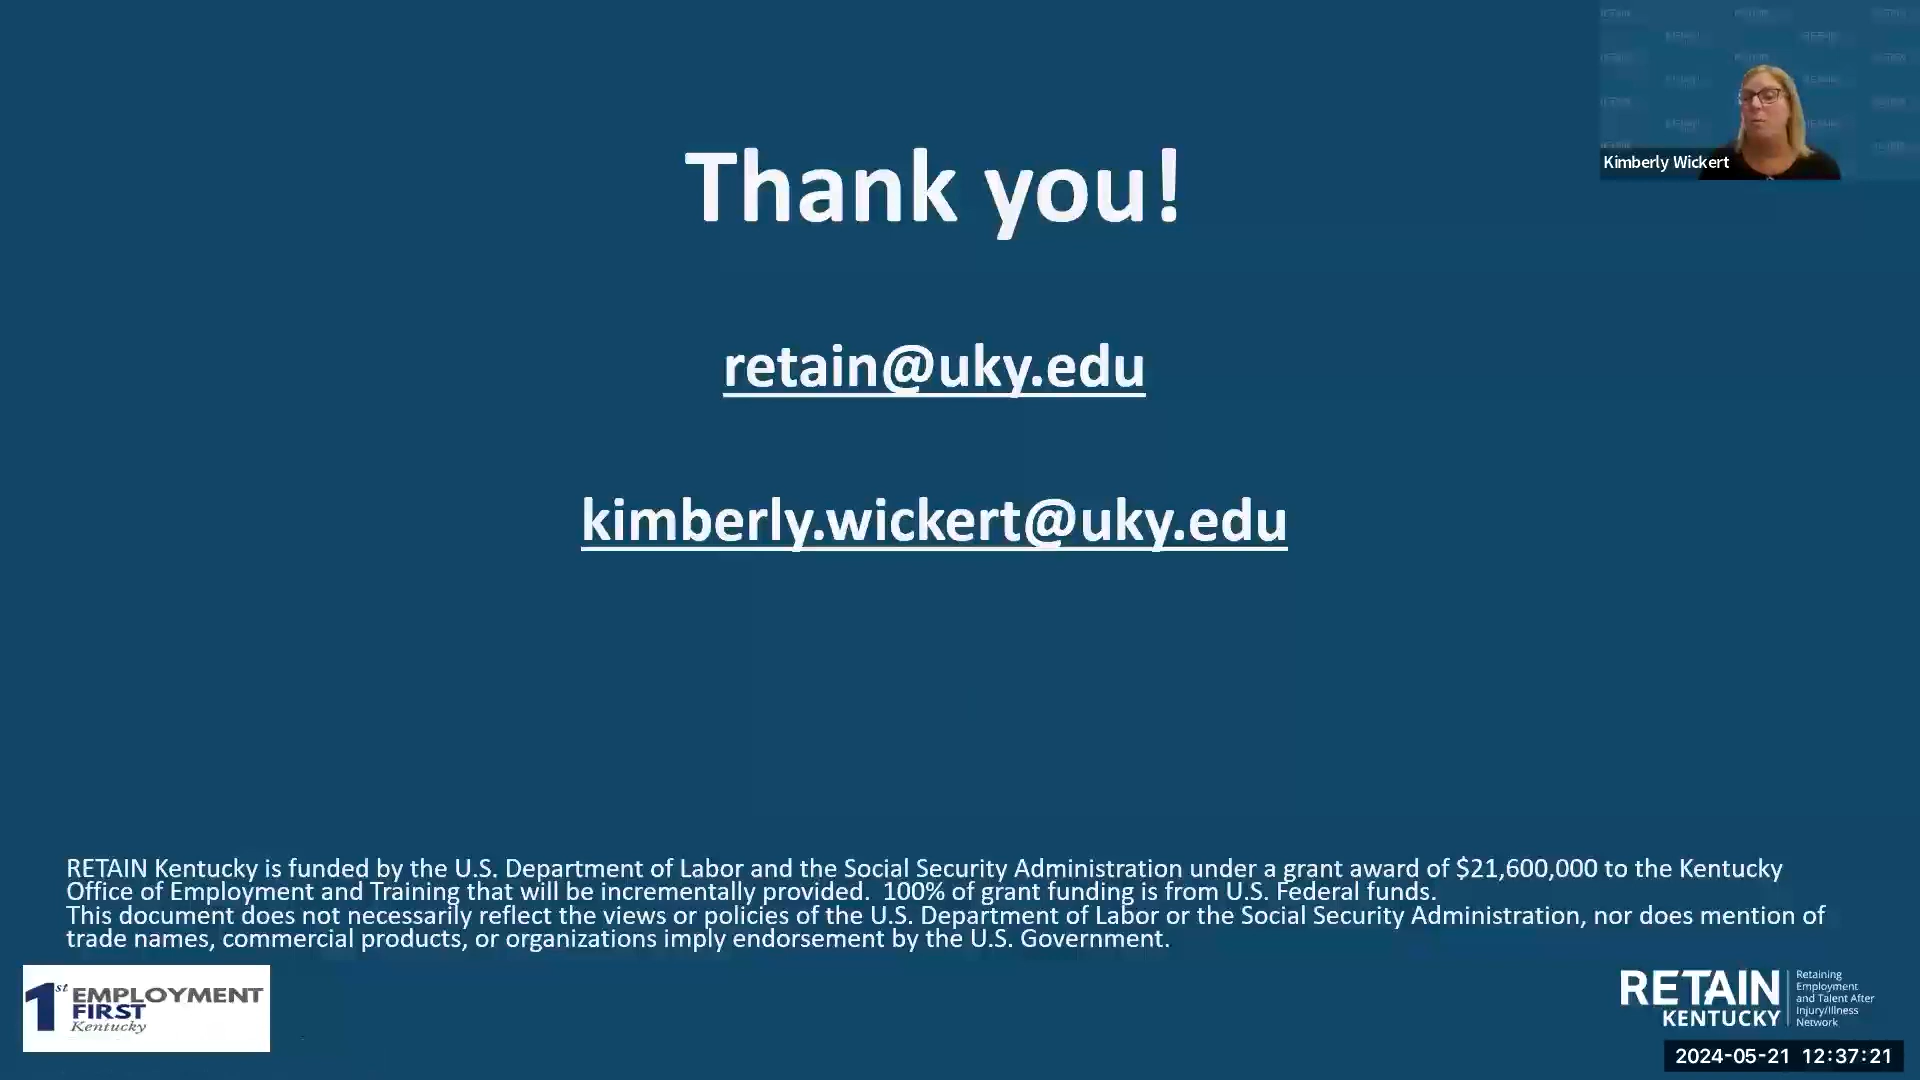 Thank you!
Kimberly Wickert
retain@uky.edu
kimberly.wickert@uky.edu
RETAIN Kentucky is funded by the U.S. Department of Labor and the Social Security Administration under a grant award of $21,600,000 to the Kentucky
Office of Employment and Training that will be incrementally provided.  100% of grant funding is from U.S. Federal funds.
This document does not necessarily reflect the views or policies of the U.S. Department of Labor or the Social Security Administration, nor does mention of
trade names, commercial products, or organizations imply endorsement by the U.S. Government.
1st EMPLOYMENT
FIRST
Kentucky
RETAIN
KENTUCKY
Retaining
Employment
and Talent After
Injury/Illness
Network
2024-05-21 12:37:21